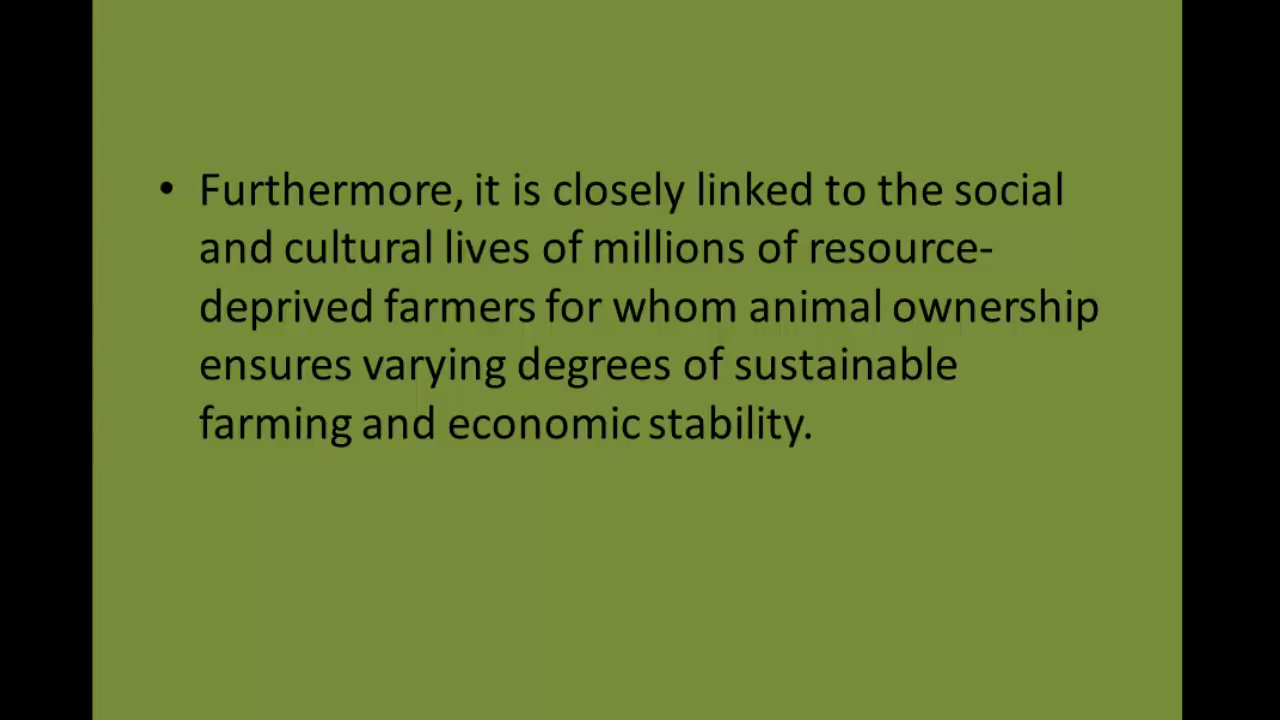 • Furthermore, it is closely linked to the social
and cultural lives of millions of resource-
deprived farmers for whom animal ownership
ensures varying degrees of sustainable
farming and economic stability.